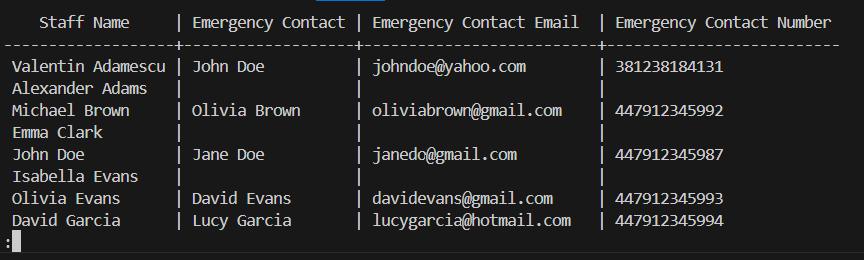 Staff Name | Emergency Contact | Emergency Contact Email | Emergency Contact Number
-------------------+-------------------+--------------------------+--------------------------
Valentin Adamescu | John Doe | johndoe@yahoo.com | 381238184131
Alexander Adams | | |
Michael Brown | Olivia Brown | oliviabrown@gmail.com | 447912345992
Emma Clark | | |
John Doe | Jane Doe | janedo@gmail.com | 447912345987
Isabella Evans | | |
Olivia Evans | David Evans | davidevans@gmail.com | 447912345993
David Garcia | Lucy Garcia | lucygarcia@hotmail.com | 447912345994
: